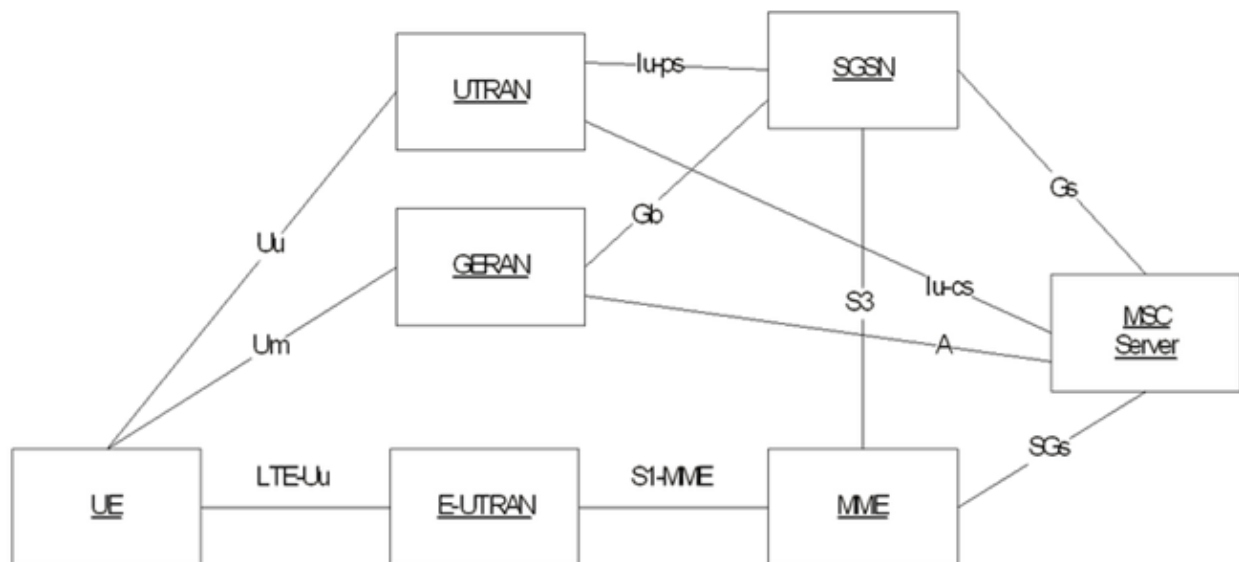 SGSN
UTRAN
Iu-ps
Gs
Gb
Uu
GERAN
Iu-cs
S3
MSC
Server
Um
A
SGs
LTE-Uu
S1-MME
UE
E-UTRAN
MME